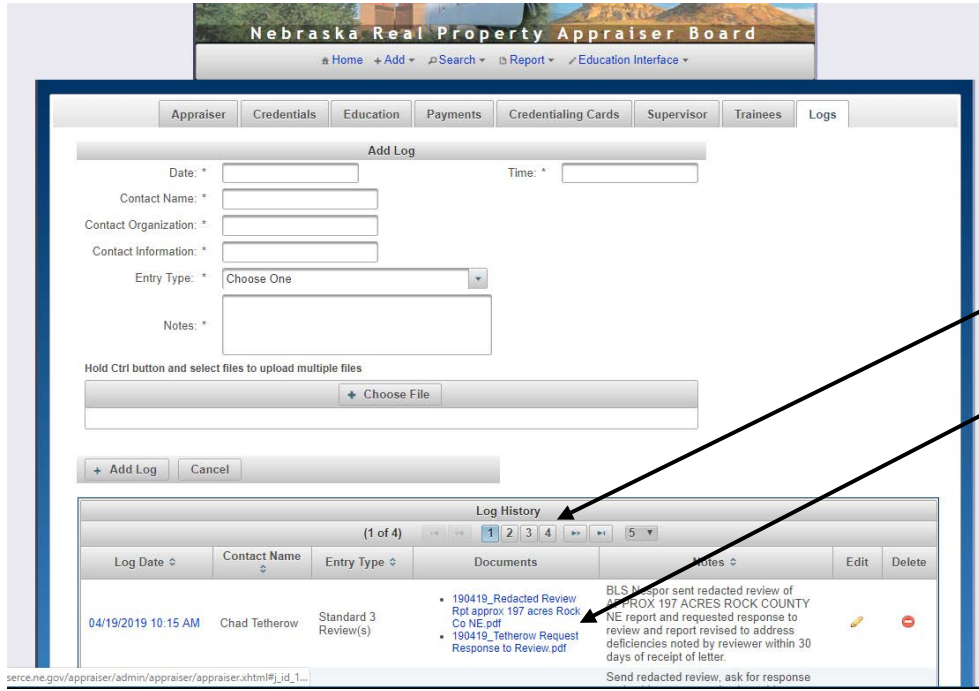 Nebraska Real Property Appraiser Board
Home + Add Search Report Education Interface
Appraiser Credentials Education Payments Credentialing Cards Supervisor Trainees Logs
Add Log
Date: * Time: *
Contact Name: *
Contact Organization: *
Contact Information: *
Entry Type: * Choose One
Notes: *
Hold Ctrl button and select files to upload multiple files
+ Choose File
+ Add Log Cancel
Log History
(1 of 4) 1 2 3 4 5
Log Date Contact Name Entry Type Documents Notes Edit Delete
04/19/2019 10:15 AM
Chad Tetherow
Standard 3
Review(s)
• 190419_Redacted Review
Rpt approx 197 acres Rock
Co NE.pdf
• 190419_Tetherow Request
Response to Review.pdf
BLS Nespor sent redacted review of
APPROX 197 ACRES ROCK COUNTY
NE report and requested response to
review and report revised to address
deficiencies noted by reviewer within 30
days of receipt of letter.
Send redacted review, ask for response
serce.ne.gov/appraiser/admin/appraiser/appraiser.xhtml#j_id_1...